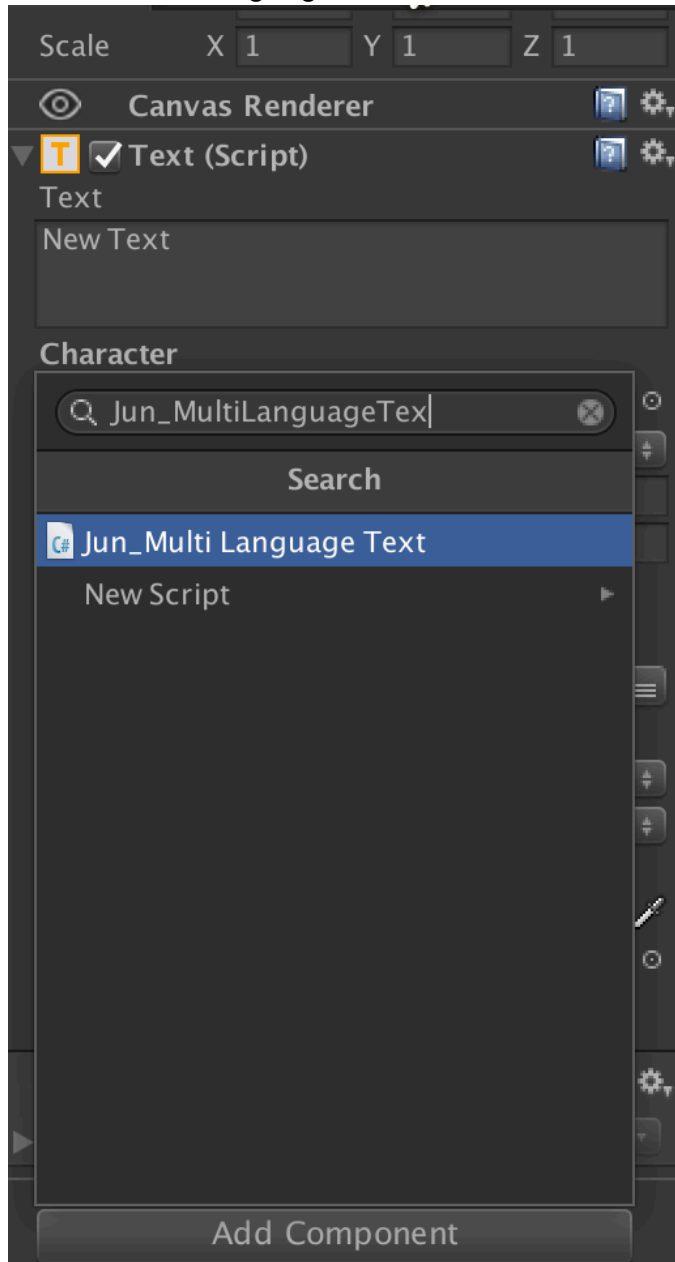 Scale X 1 Y 1 Z 1
Canvas Renderer
T Text (Script)
Text
New Text
Character
Jun_MultiLanguageTex
Search
C# Jun_Multi Language Text
New Script
Add Component